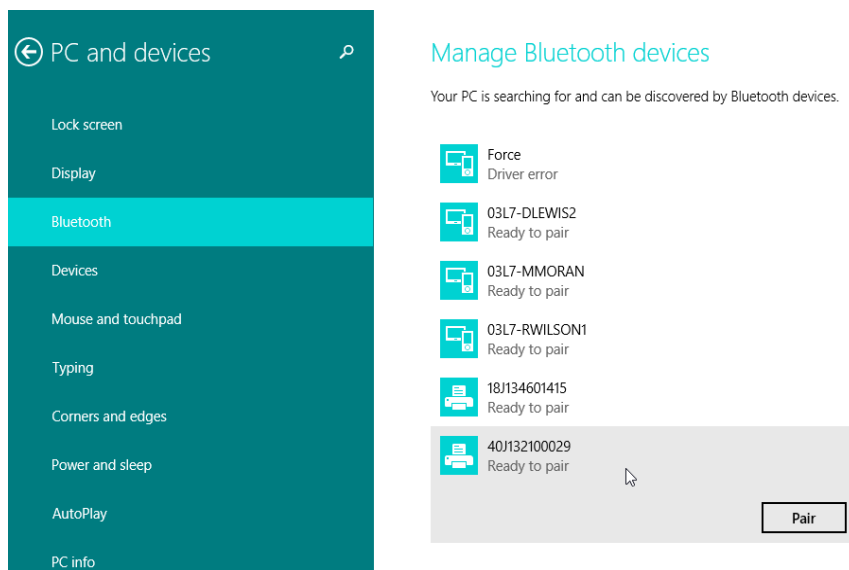 PC and devices
Lock screen
Display
Bluetooth
Devices
Mouse and touchpad
Typing
Corners and edges
Power and sleep
AutoPlay
PC info
Manage Bluetooth devices
Your PC is searching for and can be discovered by Bluetooth devices.
Force
Driver error
03L7-DLEWIS2
Ready to pair
03L7-MMORAN
Ready to pair
03L7-RWILSON1
Ready to pair
18J134601415
Ready to pair
40J132100029
Ready to pair
Pair